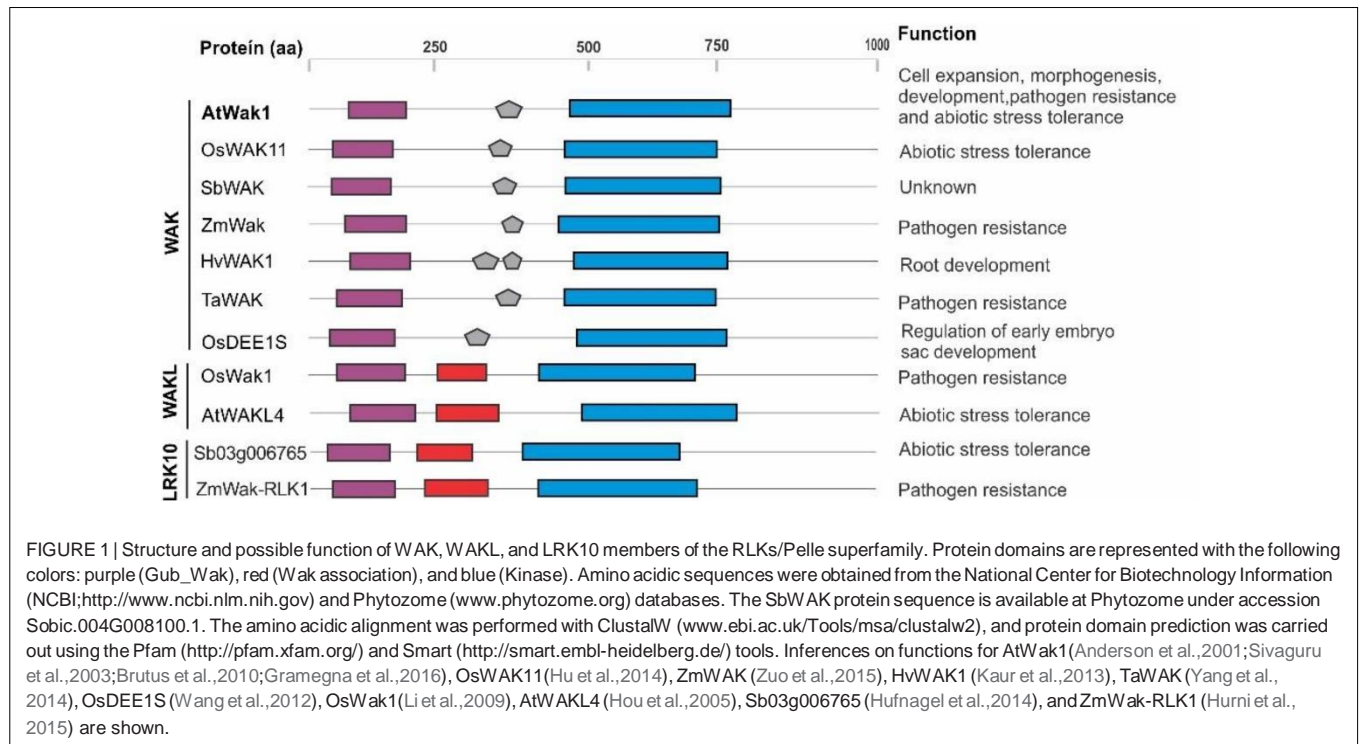 Proteín (aa) 250 500 750 1000 Function
Cell expansion, morphogenesis,
development,pathogen resistance
and abiotic stress tolerance
WAK
AtWak1
OsWAK11 Abiotic stress tolerance
SbWAK Unknown
ZmWak Pathogen resistance
HvWAK1 Root development
TaWAK Pathogen resistance
OsDEE1S Regulation of early embryo
sac development
WAKL
OsWak1 Pathogen resistance
AtWAKL4 Abiotic stress tolerance
LRK10
Sb03g006765 Abiotic stress tolerance
ZmWak-RLK1 Pathogen resistance
FIGURE 1 | Structure and possible function of WAK, WAKL, and LRK10 members of the RLKs/Pelle superfamily. Protein domains are represented with the following
colors: purple (Gub_Wak), red (Wak association), and blue (Kinase). Amino acidic sequences were obtained from the National Center for Biotechnology Information
(NCBI;http://www.ncbi.nlm.nih.gov) and Phytozome (www.phytozome.org) databases. The SbWAK protein sequence is available at Phytozome under accession
Sobic.004G008100.1. The amino acidic alignment was performed with ClustalW (www.ebi.ac.uk/Tools/msa/clustalw2), and protein domain prediction was carried
out using the Pfam (http://pfam.xfam.org/) and Smart (http://smart.embl-heidelberg.de/) tools. Inferences on functions for AtWak1(Anderson et al.,2001;Sivaguru
et al.,2003;Brutus et al.,2010;Gramegna et al.,2016), OsWAK11(Hu et al.,2014), ZmWAK (Zuo et al.,2015), HvWAK1 (Kaur et al.,2013), TaWAK (Yang et al.,
2014), OsDEE1S (Wang et al.,2012), OsWak1(Li et al.,2009), AtWAKL4 (Hou et al.,2005), Sb03g006765 (Hufnagel et al.,2014), and ZmWak-RLK1 (Hurni et al.,
2015) are shown.